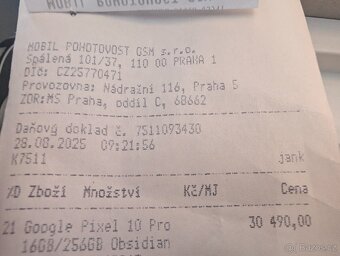 MOBIL POHOTOVOST GSM s.r.o.
Spálená 101/37, 110 00 PRAHA 1
DIČ: CZ25770471
Provozovna: Nádražní 116, Praha 5
ZOR:MS Praha, oddíl C, 68662
Daňový doklad č. 7511093430
28.08.2025 09:21:56
K7511 jank
%D Zboží Množství Kč/MJ Cena
21 Google Pixel 10 Pro 30 490,00
16GB/256GB Obsidian